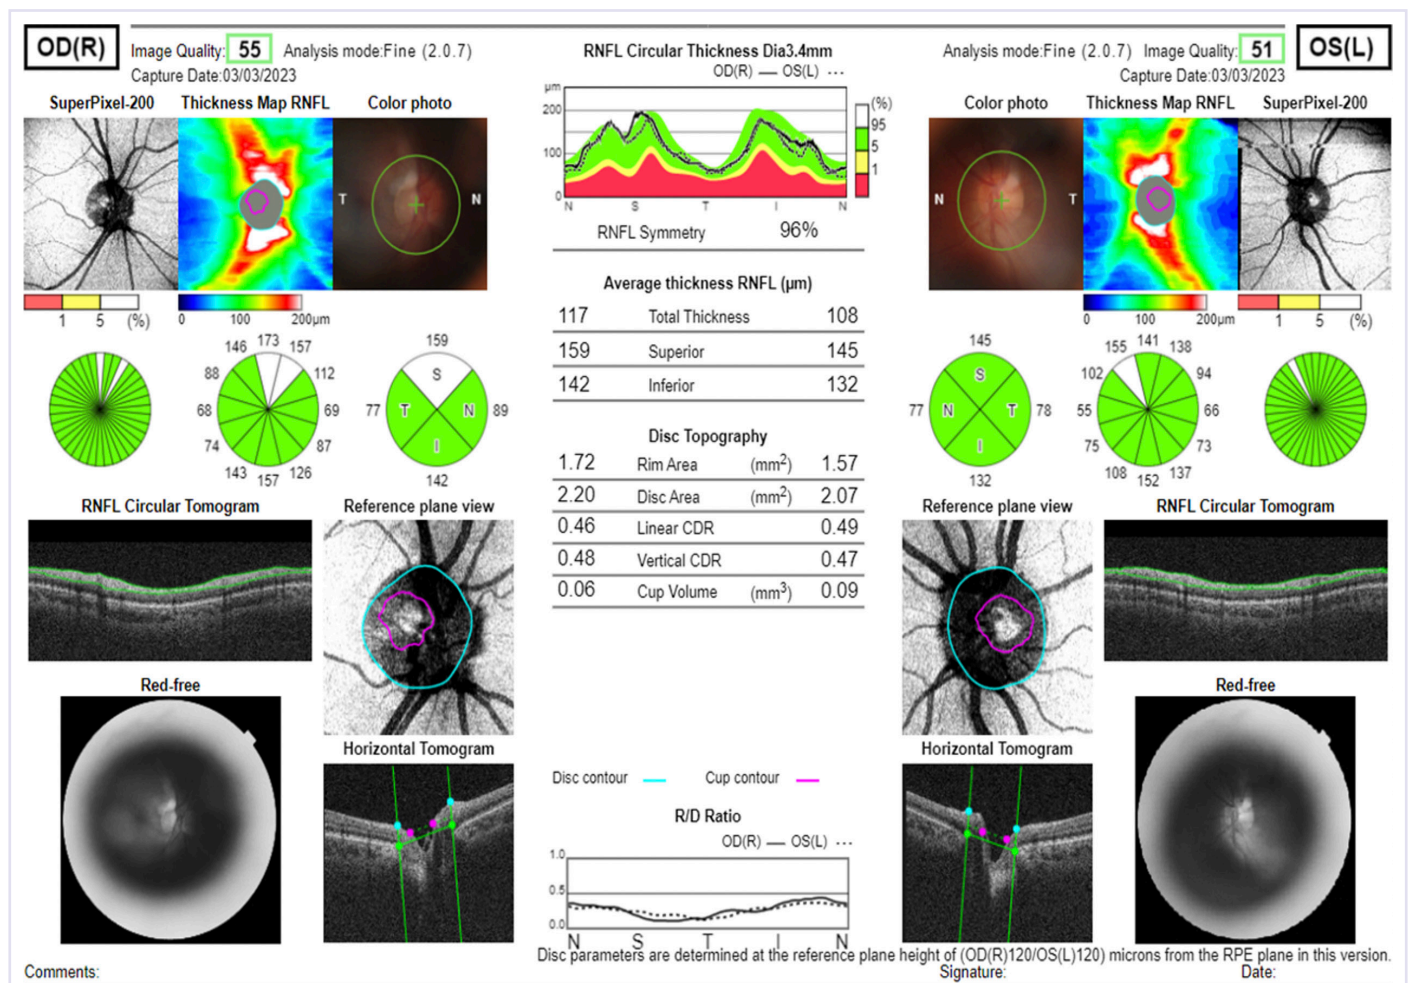 OD(R) Image Quality: 55 Analysis mode:Fine (2.0.7)
Capture Date:03/03/2023
RNFL Circular Thickness Dia3.4mm
OD(R) — OS(L) ···
Analysis mode:Fine (2.0.7) Image Quality: 51 OS(L)
Capture Date:03/03/2023
SuperPixel-200 Thickness Map RNFL Color photo
T N
1 5 (%)
0 100 200μm
μm
200
100
0
N S T I N
(%)
95
5
1
RNFL Symmetry 96%
Color photo Thickness Map RNFL SuperPixel-200
N T
0 100 200μm
1 5 (%)
Average thickness RNFL (μm)
117 Total Thickness 108
159 Superior 145
142 Inferior 132
146 173 157
88 112
68 69
74 87
143 157 126
159
S
77 T N 89
I
142
145
S
77 N T 78
I
132
155 141 138
102 94
55 66
75 73
108 152 137
Disc Topography
1.72 Rim Area (mm2) 1.57
2.20 Disc Area (mm2) 2.07
0.46 Linear CDR 0.49
0.48 Vertical CDR 0.47
0.06 Cup Volume (mm3) 0.09
RNFL Circular Tomogram Reference plane view
Reference plane view RNFL Circular Tomogram
Red-free
Red-free
Horizontal Tomogram
Horizontal Tomogram
Disc contour — Cup contour —
R/D Ratio
OD(R) — OS(L) ···
1.0
0.5
0.0
N S T I N
Disc parameters are determined at the reference plane height of (OD(R)120/OS(L)120) microns from the RPE plane in this version.
Comments: Signature: Date: